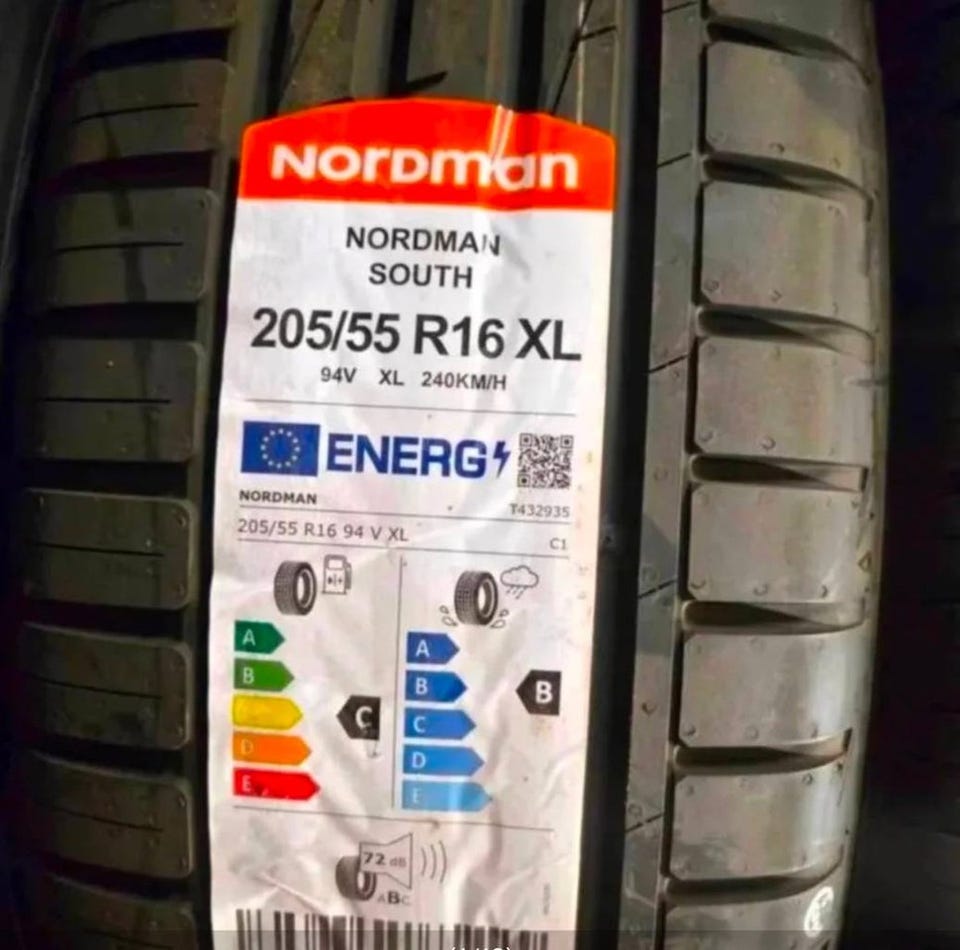 NORDMAN
NORDMAN
SOUTH
205/55 R16 XL
94V XL 240KM/H
ENERG
NORDMAN
T432935
205/55 R16 94 V XL
C1
A
B
D
E
C
A
B
C
D
E
B
72 dB
ABC